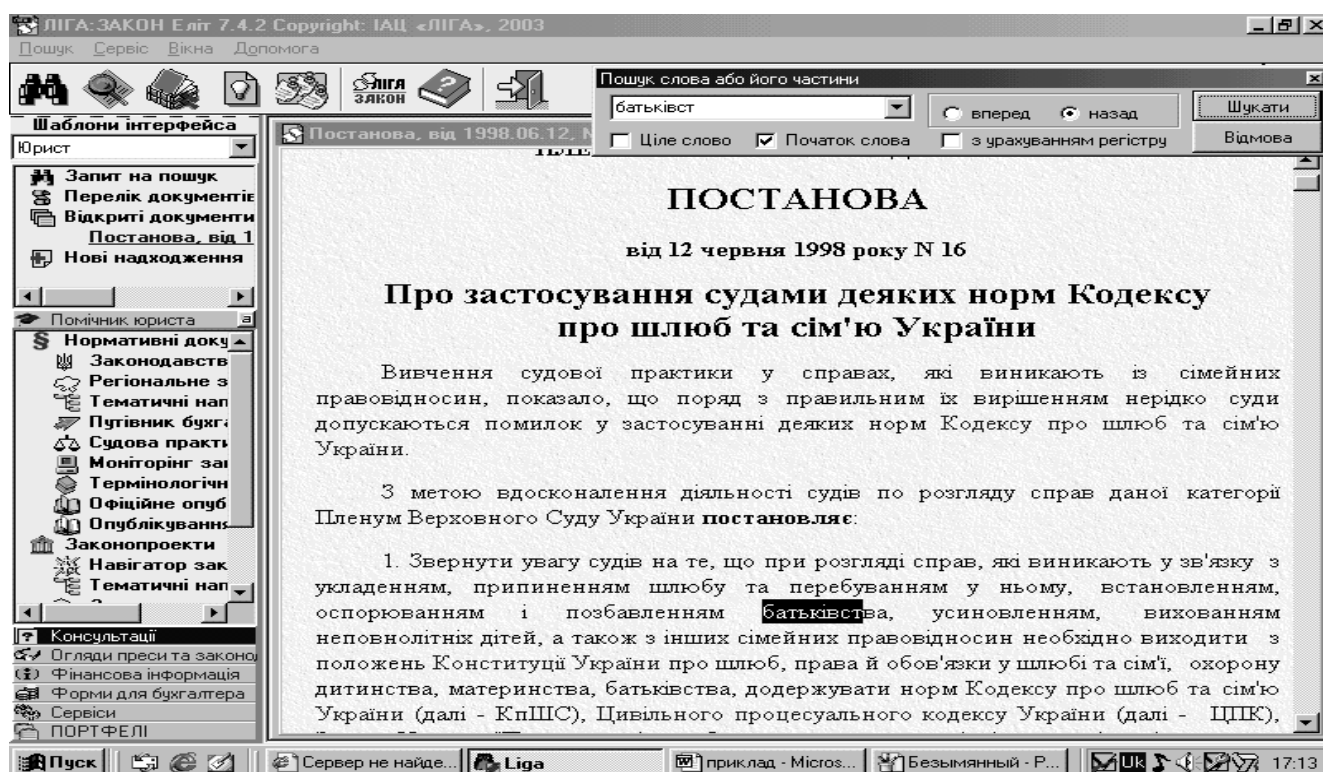 ЛІГА:ЗАКОН Еліт 7.4.2 Copyright: ІАЦ «ЛІГА», 2003
Пошук Сервіс Вікна Допомога
ЛІГА
ЗАКОН
Пошук слова або його частини
батьківст
вперед назад
Шукати
Ціле слово Початок слова з урахуванням регістру
Відмова
Шаблони інтерфейса
Юрист
Запит на пошук
Перелік документів
Відкриті документи
Постанова, від 1
Нові надходження
Помічник юриста
Нормативні доку
Законодавств
Регіональне з
Тематичні нап
Путівник бухга
Судова практи
Моніторінг зак
Термінологічн
Офіційне опуб
Опублікування
Законопроекти
Навігатор зак
Тематичні нап
Консультації
Огляди преси та законо
Фінансова інформація
Форми для бухгалтера
Сервіси
ПОРТФЕЛІ
Постанова, від 1998.06.12, N
ПОСТАНОВА
від 12 червня 1998 року N 16
Про застосування судами деяких норм Кодексу
про шлюб та сім'ю України
Вивчення судової практики у справах, які виникають із сімейних
правовідносин, показало, що поряд з правильним їх вирішенням нерідко суди
допускаються помилок у застосуванні деяких норм Кодексу про шлюб та сім'ю
України.
З метою вдосконалення діяльності судів по розгляду справ даної категорії
Пленум Верховного Суду України постановляє:
1. Звернути увагу судів на те, що при розгляді справ, які виникають у зв'язку з
укладенням, припиненням шлюбу та перебуванням у ньому, встановленням,
оспорюванням і позбавленням батьківства, усиновленням, вихованням
неповнолітніх дітей, а також з інших сімейних правовідносин необхідно виходити з
положень Конституції України про шлюб, права й обов'язки у шлюбі та сім'ї, охорону
дитинства, материнства, батьківства, додержувати норм Кодексу про шлюб та сім'ю
України (далі - КпШС), Цивільного процесуального кодексу України (далі - ЦПК),
Пуск
Сервер не найде...
Liga
приклад - Micros...
Безымянный - P...
Uk
17:13